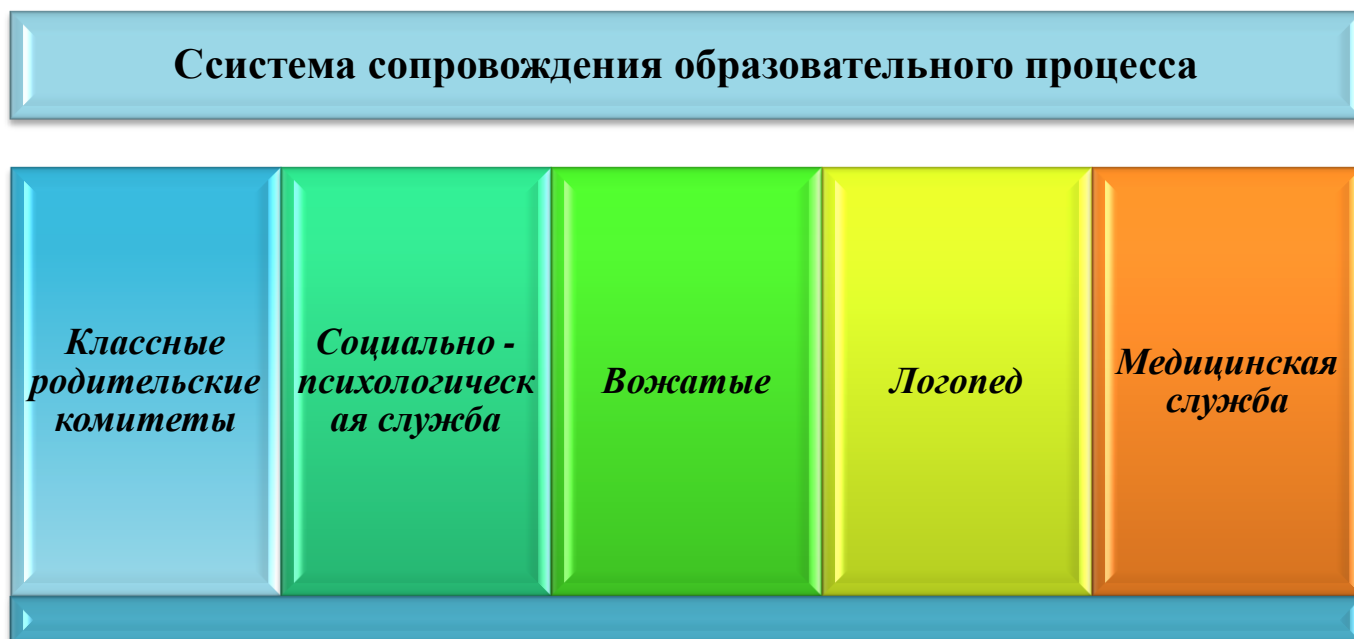 Ссистема сопровождения образовательного процесса
Классные
родительские
комитеты
Социально -
психологическ
ая служба
Вожатые
Логопед
Медицинская
служба